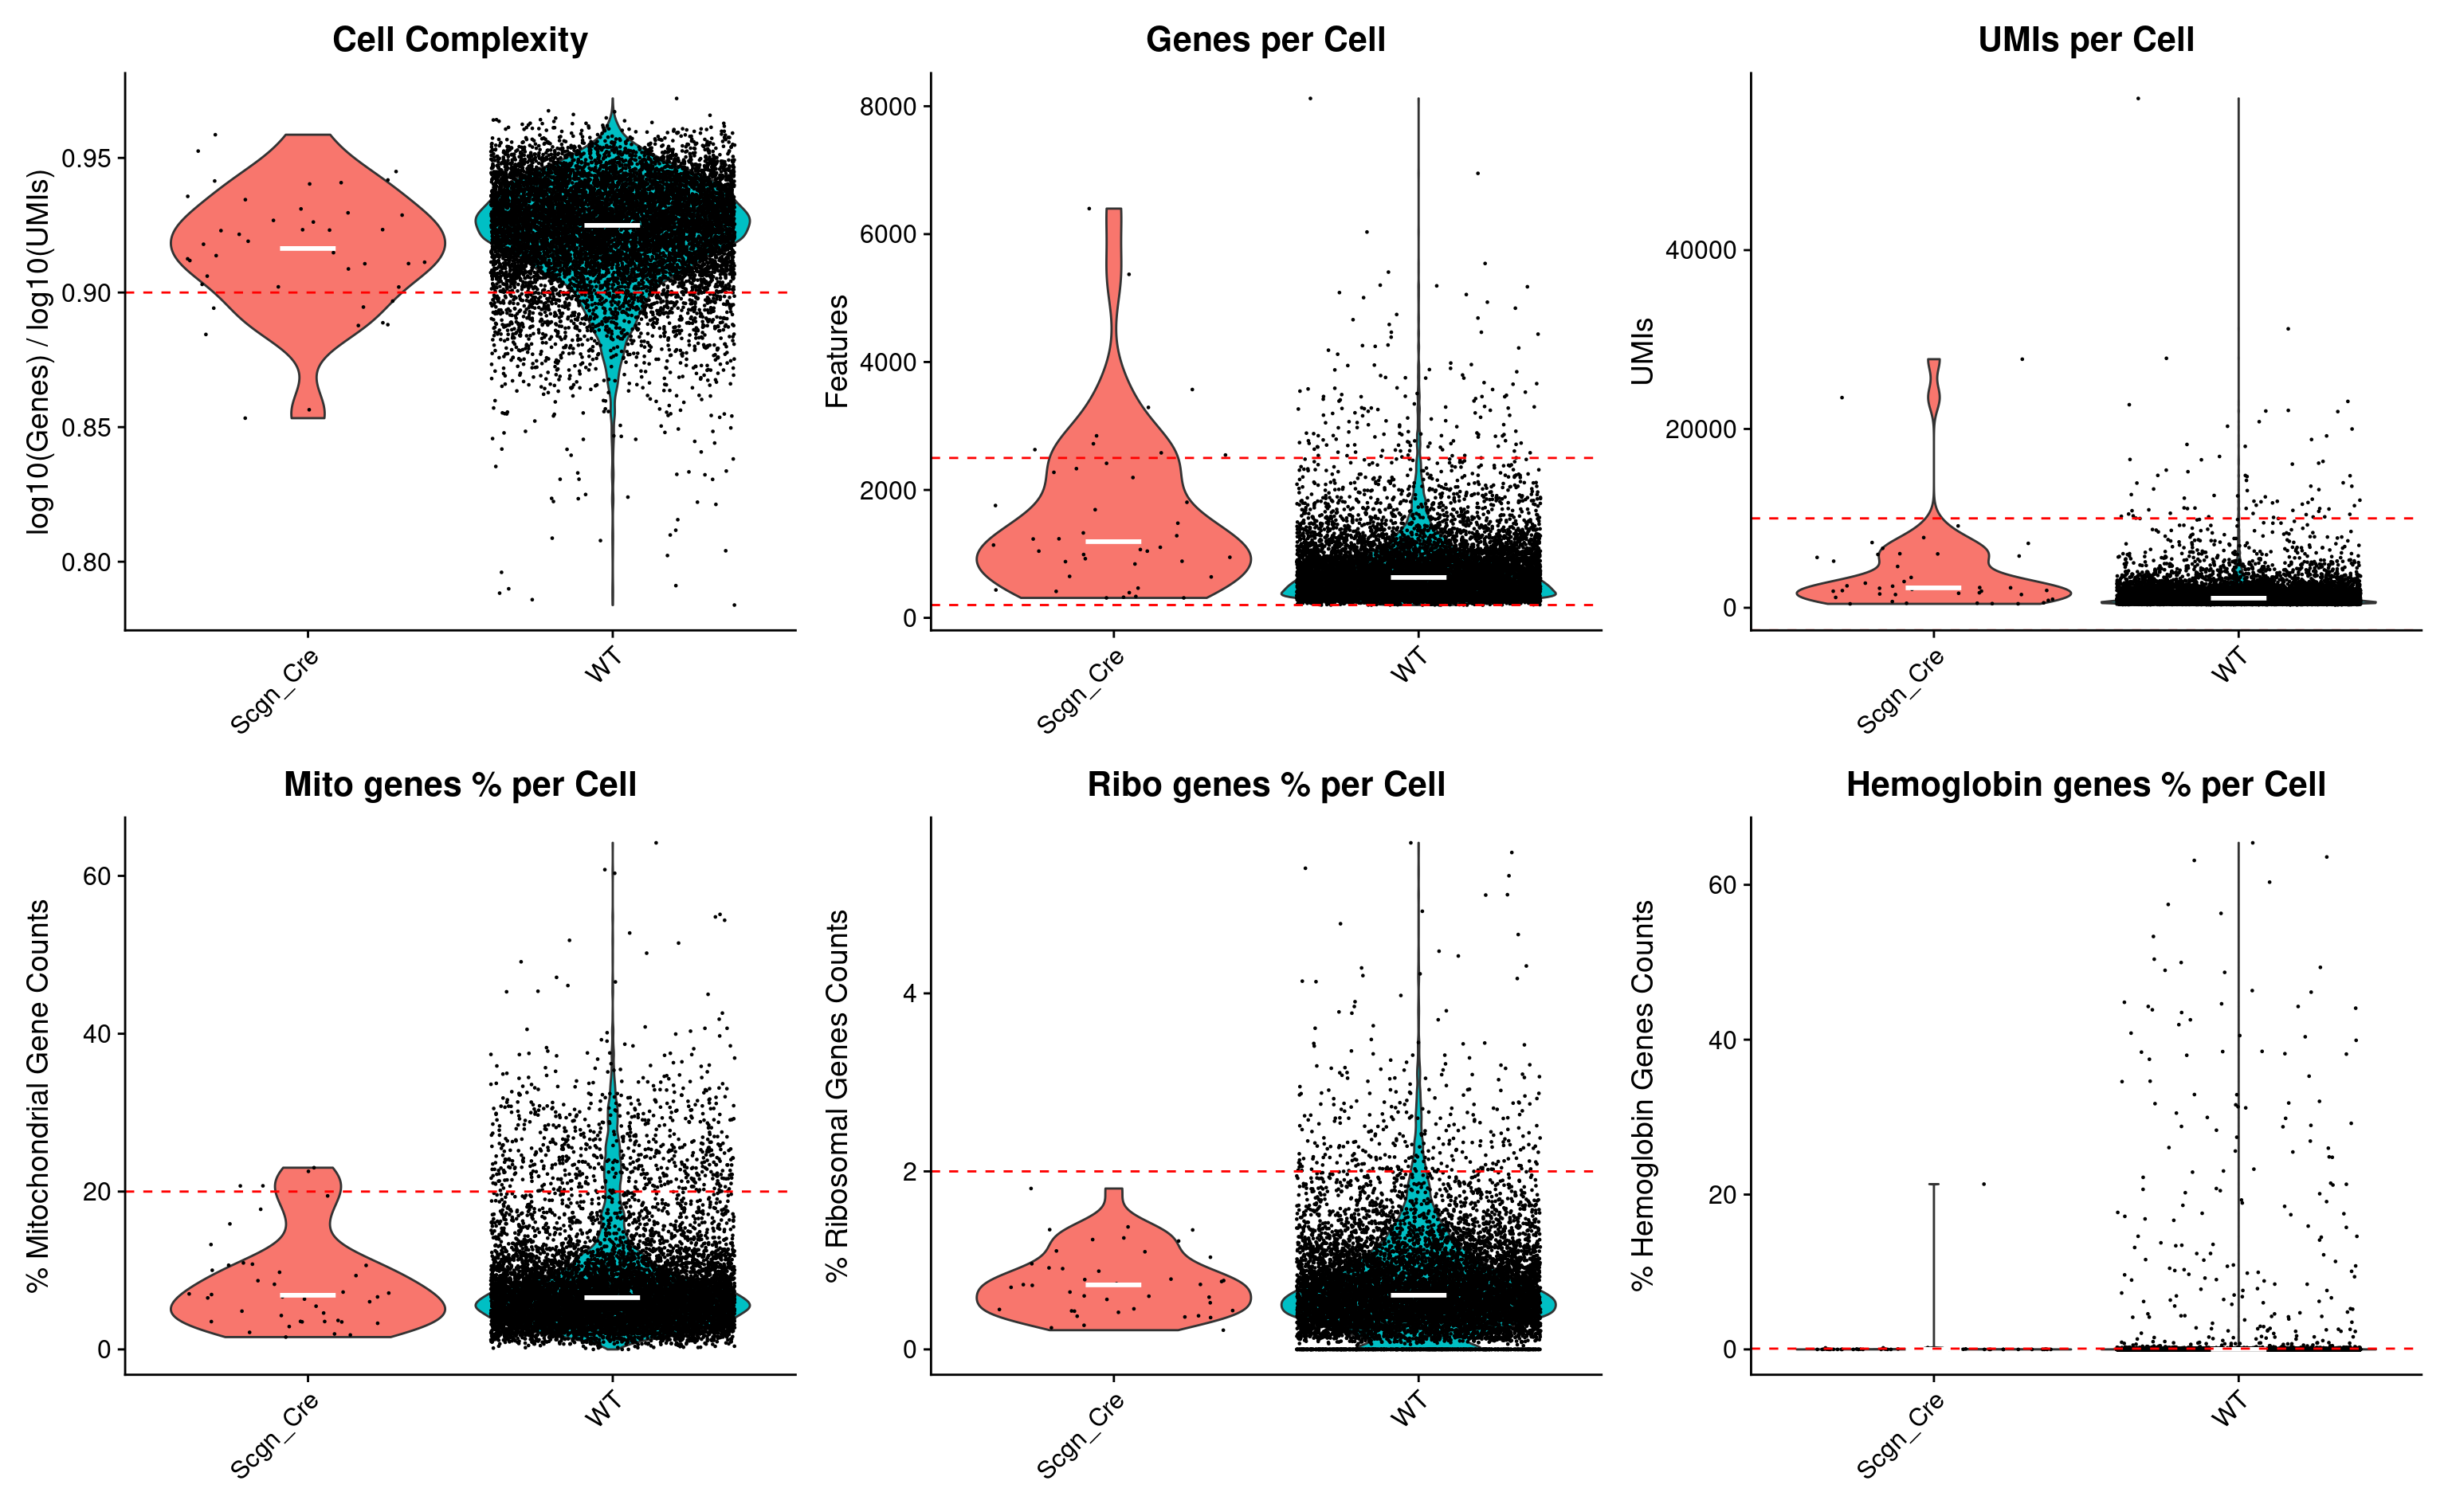 Cell Complexity
log10(Genes) / log10(UMIs)
0.95
0.90
0.85
0.80
Scgn_Cre
WT
Genes per Cell
Features
8000
6000
4000
2000
0
Scgn_Cre
WT
UMIs per Cell
UMIs
40000
20000
0
Scgn_Cre
WT
Mito genes % per Cell
% Mitochondrial Gene Counts
60
40
20
0
Scgn_Cre
WT
Ribo genes % per Cell
% Ribosomal Genes Counts
4
2
0
Scgn_Cre
WT
Hemoglobin genes % per Cell
% Hemoglobin Genes Counts
60
40
20
0
Scgn_Cre
WT